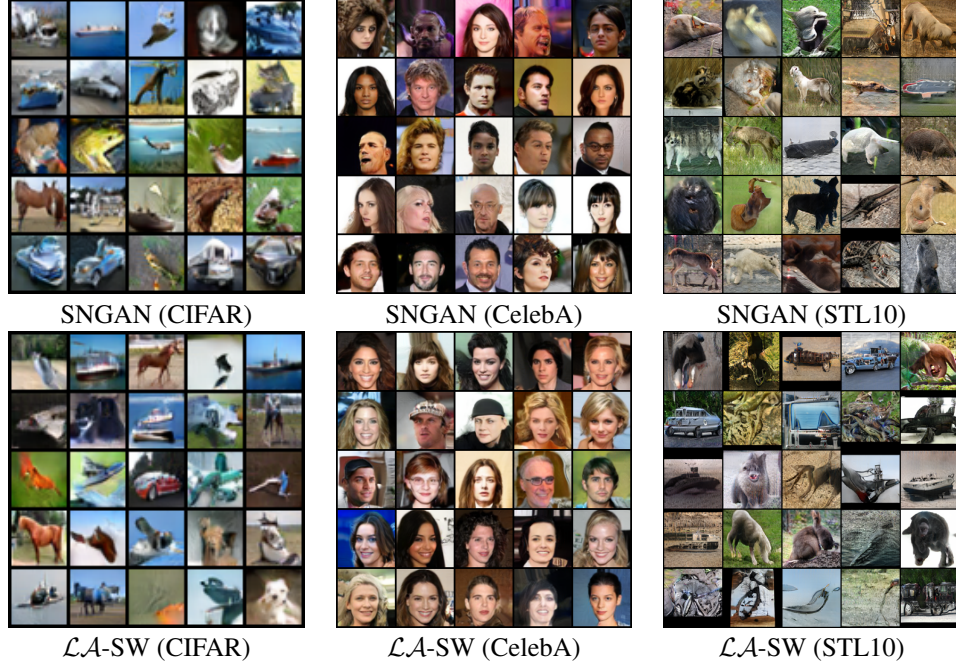 SNGAN (CIFAR)
SNGAN (CelebA)
SNGAN (STL10)
𝓛𝓐-SW (CIFAR)
𝓛𝓐-SW (CelebA)
𝓛𝓐-SW (STL10)